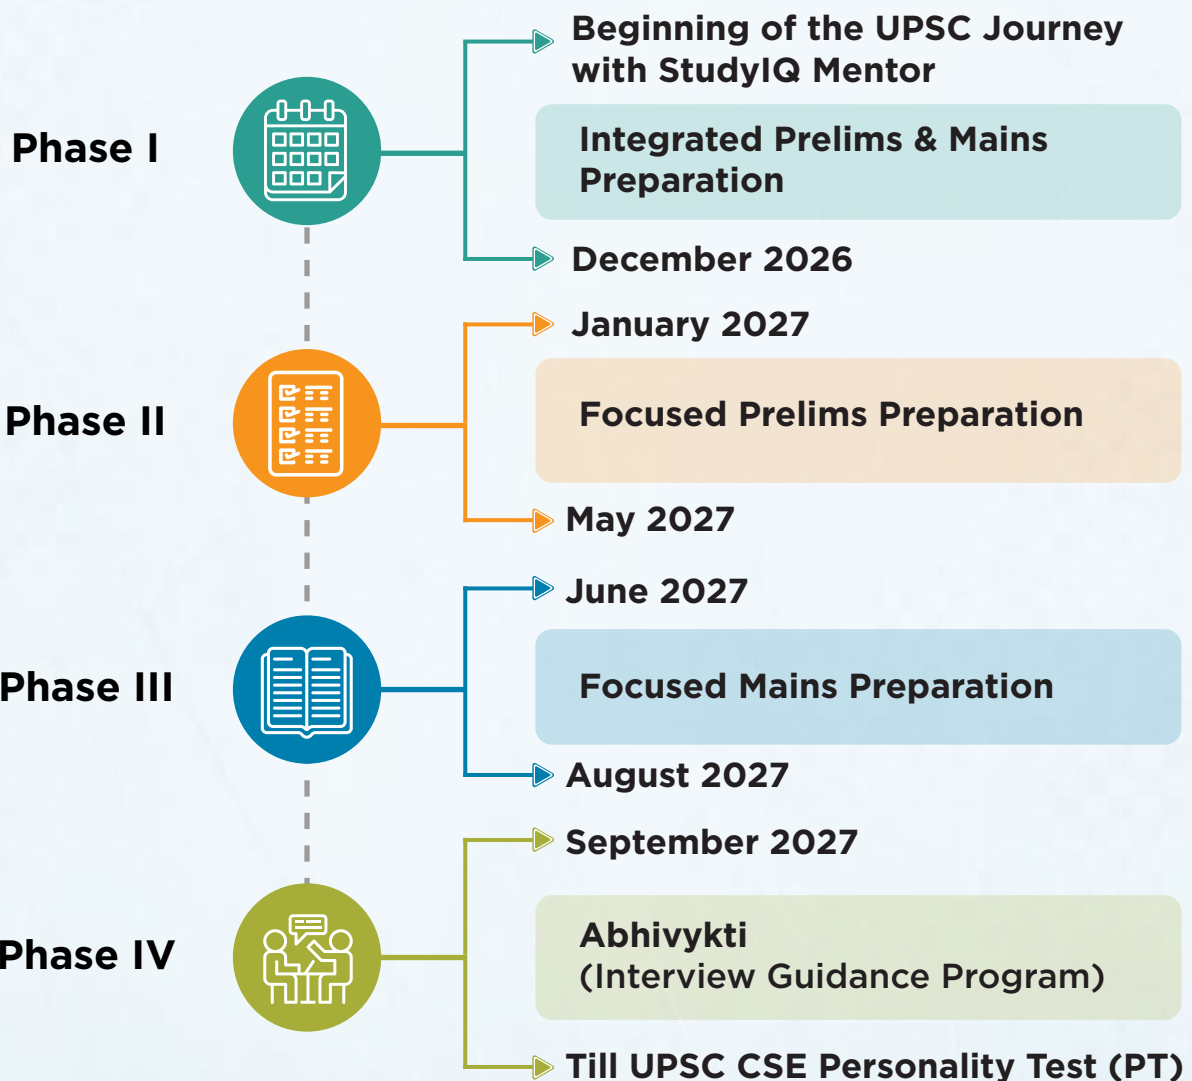 Beginning of the UPSC Journey
with StudyIQ Mentor
Phase I
Integrated Prelims & Mains
Preparation
December 2026
January 2027
Phase II
Focused Prelims Preparation
May 2027
June 2027
Phase III
Focused Mains Preparation
August 2027
September 2027
Phase IV
Abhivykti
(Interview Guidance Program)
Till UPSC CSE Personality Test (PT)